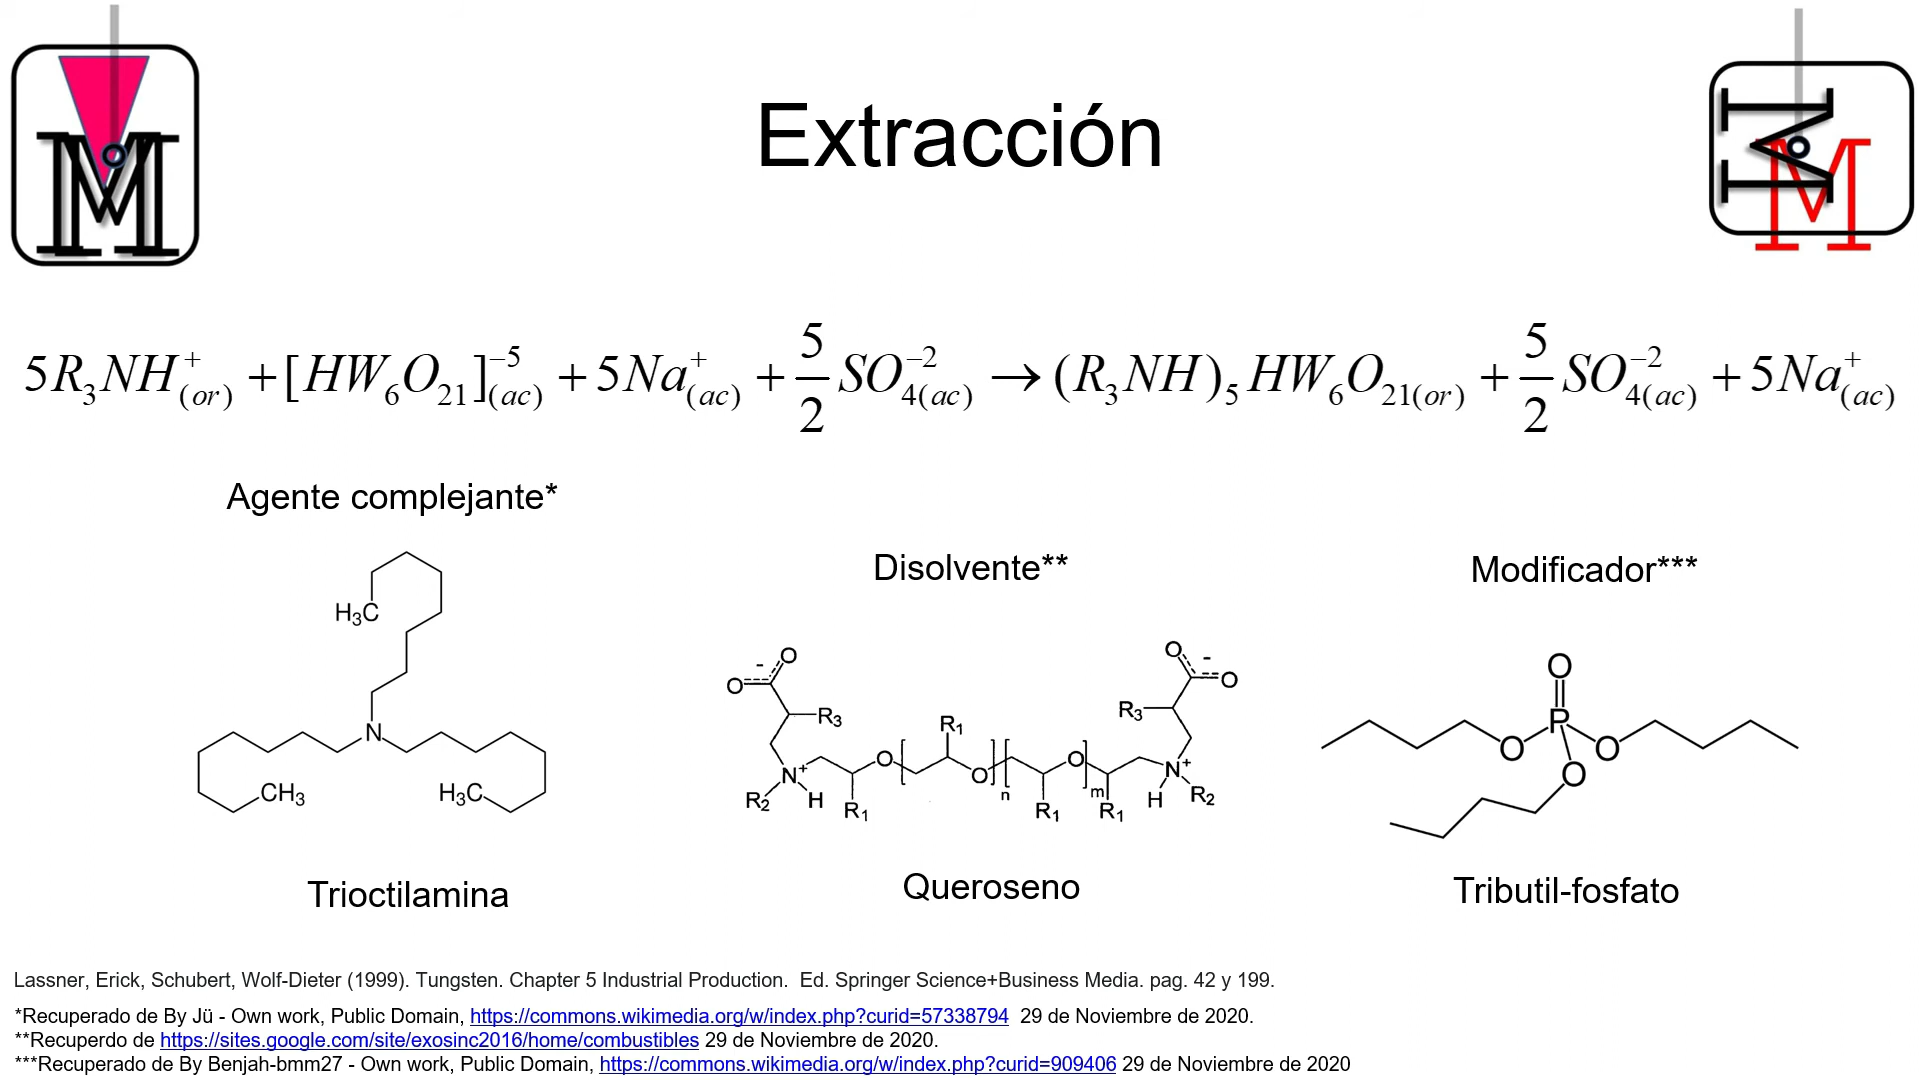 Extracción
5R₃NH⁺(or) + [HW₆O₂₁]⁻⁵(ac) + 5Na⁺(ac) + 5/2 SO₄⁻²(ac) → (R₃NH)₅HW₆O₂₁(or) + 5/2 SO₄⁻²(ac) + 5Na⁺(ac)
Agente complejante*
Disolvente**
Modificador***
H₃C
N
CH₃
H₃C
O
O
-
R₃
N⁺
R₂
H
R₁
O
R₁
O
n
R₁
O
m
R₁
O
-
O
R₃
N⁺
H
R₂
O
P
O
O
O
Trioctilamina
Queroseno
Tributil-fosfato
Lassner, Erick, Schubert, Wolf-Dieter (1999). Tungsten. Chapter 5 Industrial Production. Ed. Springer Science+Business Media. pag. 42 y 199.
*Recuperado de By Jü - Own work, Public Domain, https://commons.wikimedia.org/w/index.php?curid=57338794 29 de Noviembre de 2020.
**Recuperdo de https://sites.google.com/site/exosinc2016/home/combustibles 29 de Noviembre de 2020.
***Recuperado de By Benjah-bmm27 - Own work, Public Domain, https://commons.wikimedia.org/w/index.php?curid=909406 29 de Noviembre de 2020